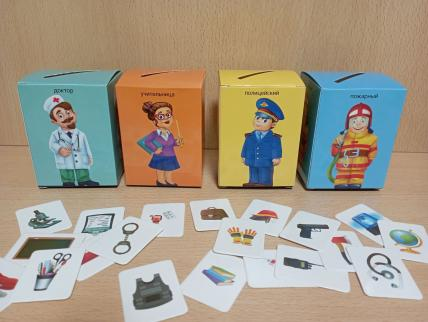 доктор
учительница
полицейский
пожарный